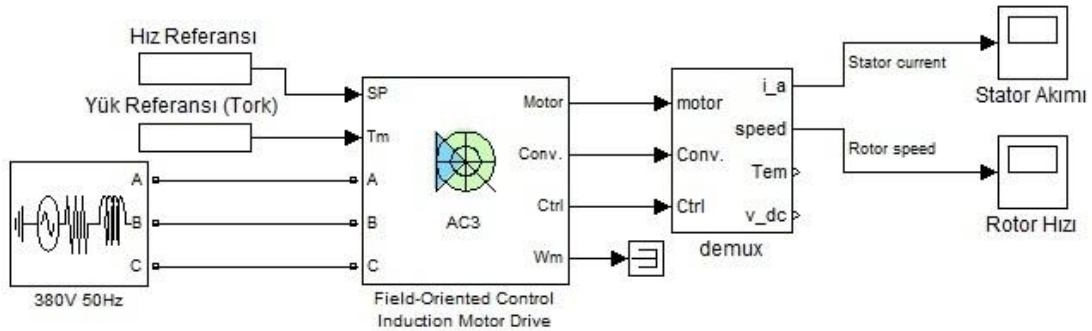 Hız Referansı
Yük Referansı (Tork)
SP
Tm
A
B
C
Motor
Conv.
Ctrl
Wm
AC3
Field-Oriented Control
Induction Motor Drive
A
B
C
380V 50Hz
motor
Conv.
Ctrl
i_a
speed
Tem
v_dc
demux
Stator current
Rotor speed
Stator Akımı
Rotor Hızı